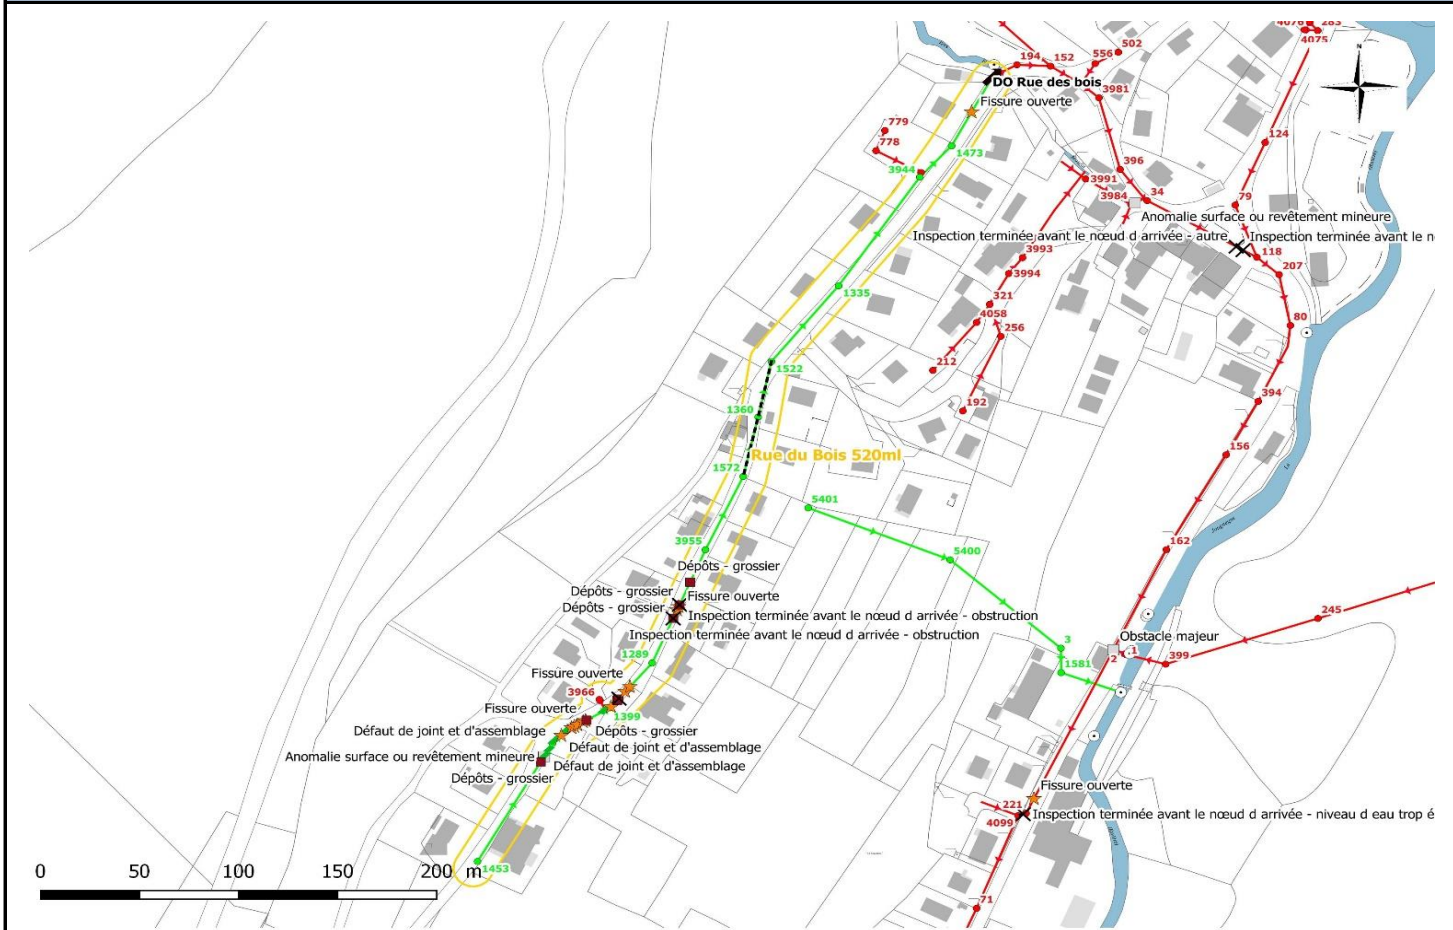 4076
283
4075
194
152
556
502
DO Rue des bois
3981
Fissure ouverte
779
778
124
1473
3944
396
3991
34
3984
79
Anomalie surface ou revêtement mineure
Inspection terminée avant le nœud d arrivée - autre
Inspection terminée avant le n
118
3993
207
3994
1335
321
4058
80
256
1522
212
394
192
1360
156
Rue du Bois 520ml
1572
5401
162
3955
5400
Dépôts - grossier
Dépôts - grossier
Fissure ouverte
Dépôts - grossier
Inspection terminée avant le nœud d arrivée - obstruction
245
Inspection terminée avant le nœud d arrivée - obstruction
Obstacle majeur
3
1289
2
1
399
Fissure ouverte
1581
3966
Fissure ouverte
1399
Défaut de joint et d'assemblage
Dépôts - grossier
Défaut de joint et d'assemblage
Anomalie surface ou revêtement mineure
Défaut de joint et d'assemblage
Dépôts - grossier
Fissure ouverte
221
4099
Inspection terminée avant le nœud d arrivée - niveau d eau trop é
1453
0 50 100 150 200 m
71
N